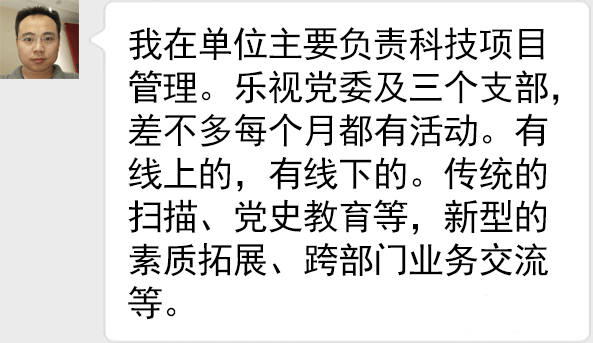 我在单位主要负责科技项目
管理。乐视党委及三个支部，
差不多每个月都有活动。有
线上的，有线下的。传统的
扫描、党史教育等，新型的
素质拓展、跨部门业务交流
等。